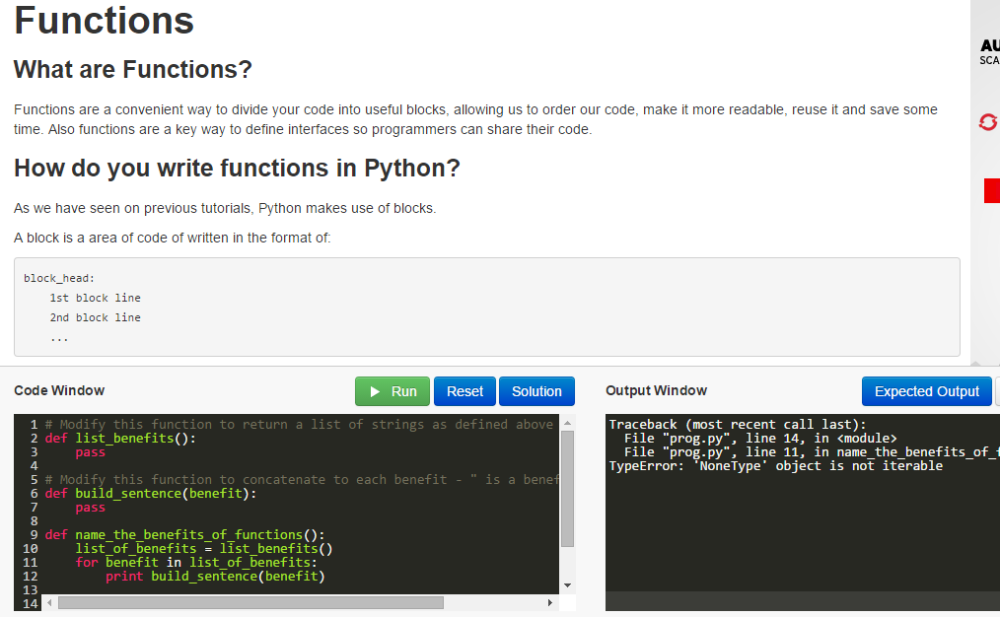 Functions
What are Functions?
Functions are a convenient way to divide your code into useful blocks, allowing us to order our code, make it more readable, reuse it and save some
time. Also functions are a key way to define interfaces so programmers can share their code.
How do you write functions in Python?
As we have seen on previous tutorials, Python makes use of blocks.
A block is a area of code of written in the format of:
block_head:
    1st block line
    2nd block line
    ...
AU
SCA
Code Window
Run
Reset
Solution
1 # Modify this function to return a list of strings as defined above
2 def list_benefits():
3     pass
4
5 # Modify this function to concatenate to each benefit - " is a benef
6 def build_sentence(benefit):
7     pass
8
9 def name_the_benefits_of_functions():
10     list_of_benefits = list_benefits()
11     for benefit in list_of_benefits:
12         print build_sentence(benefit)
13
14
Output Window
Expected Output
Traceback (most recent call last):
  File "prog.py", line 14, in <module>
  File "prog.py", line 11, in name_the_benefits_of_f
TypeError: 'NoneType' object is not iterable